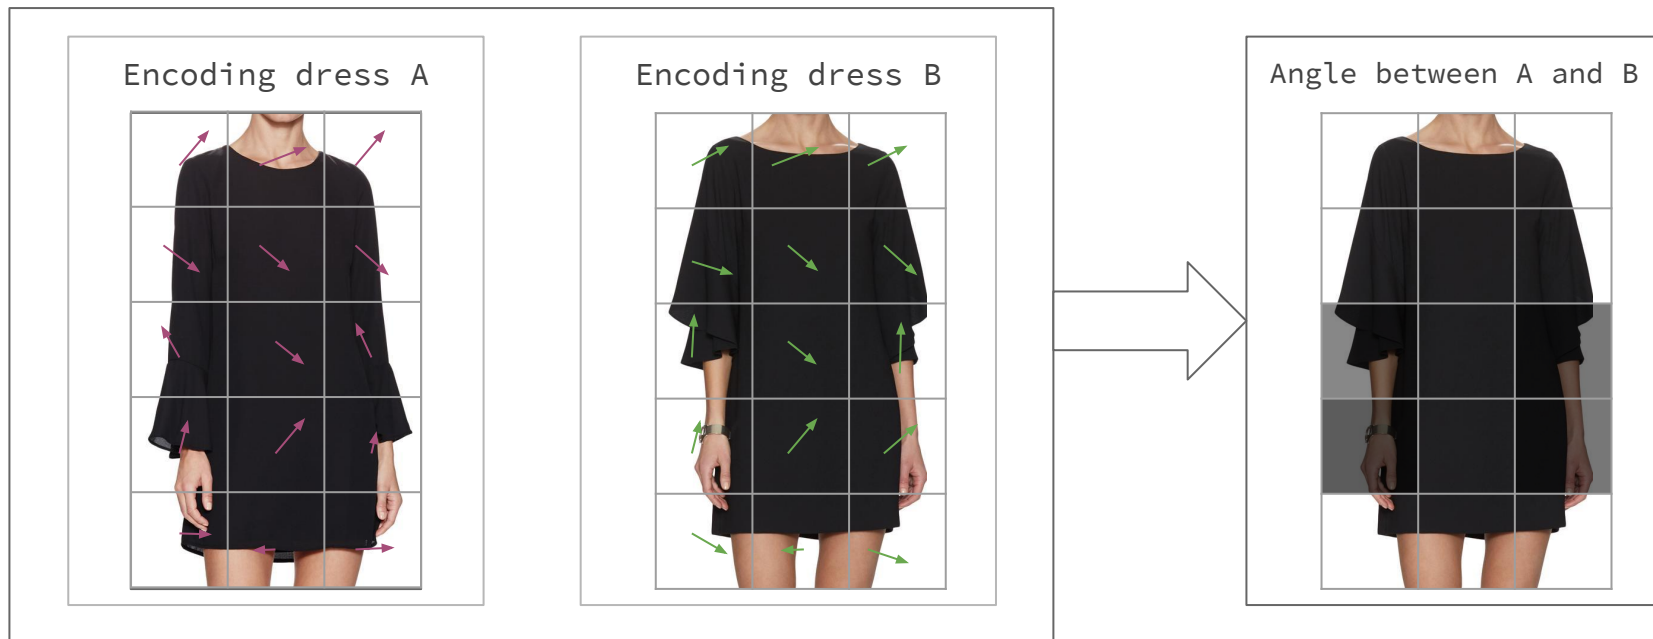 Encoding dress A
Encoding dress B
Angle between A and B